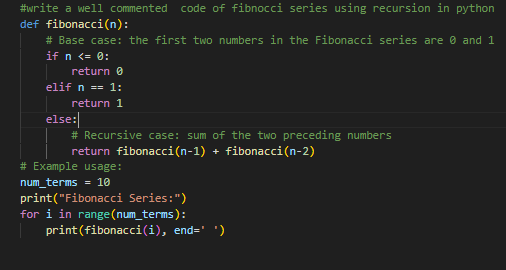 #write a well commented  code of fibnocci series using recursion in python
def fibonacci(n):
    # Base case: the first two numbers in the Fibonacci series are 0 and 1
    if n <= 0:
        return 0
    elif n == 1:
        return 1
    else:
        # Recursive case: sum of the two preceding numbers
        return fibonacci(n-1) + fibonacci(n-2)
# Example usage:
num_terms = 10
print("Fibonacci Series:")
for i in range(num_terms):
    print(fibonacci(i), end=' ')